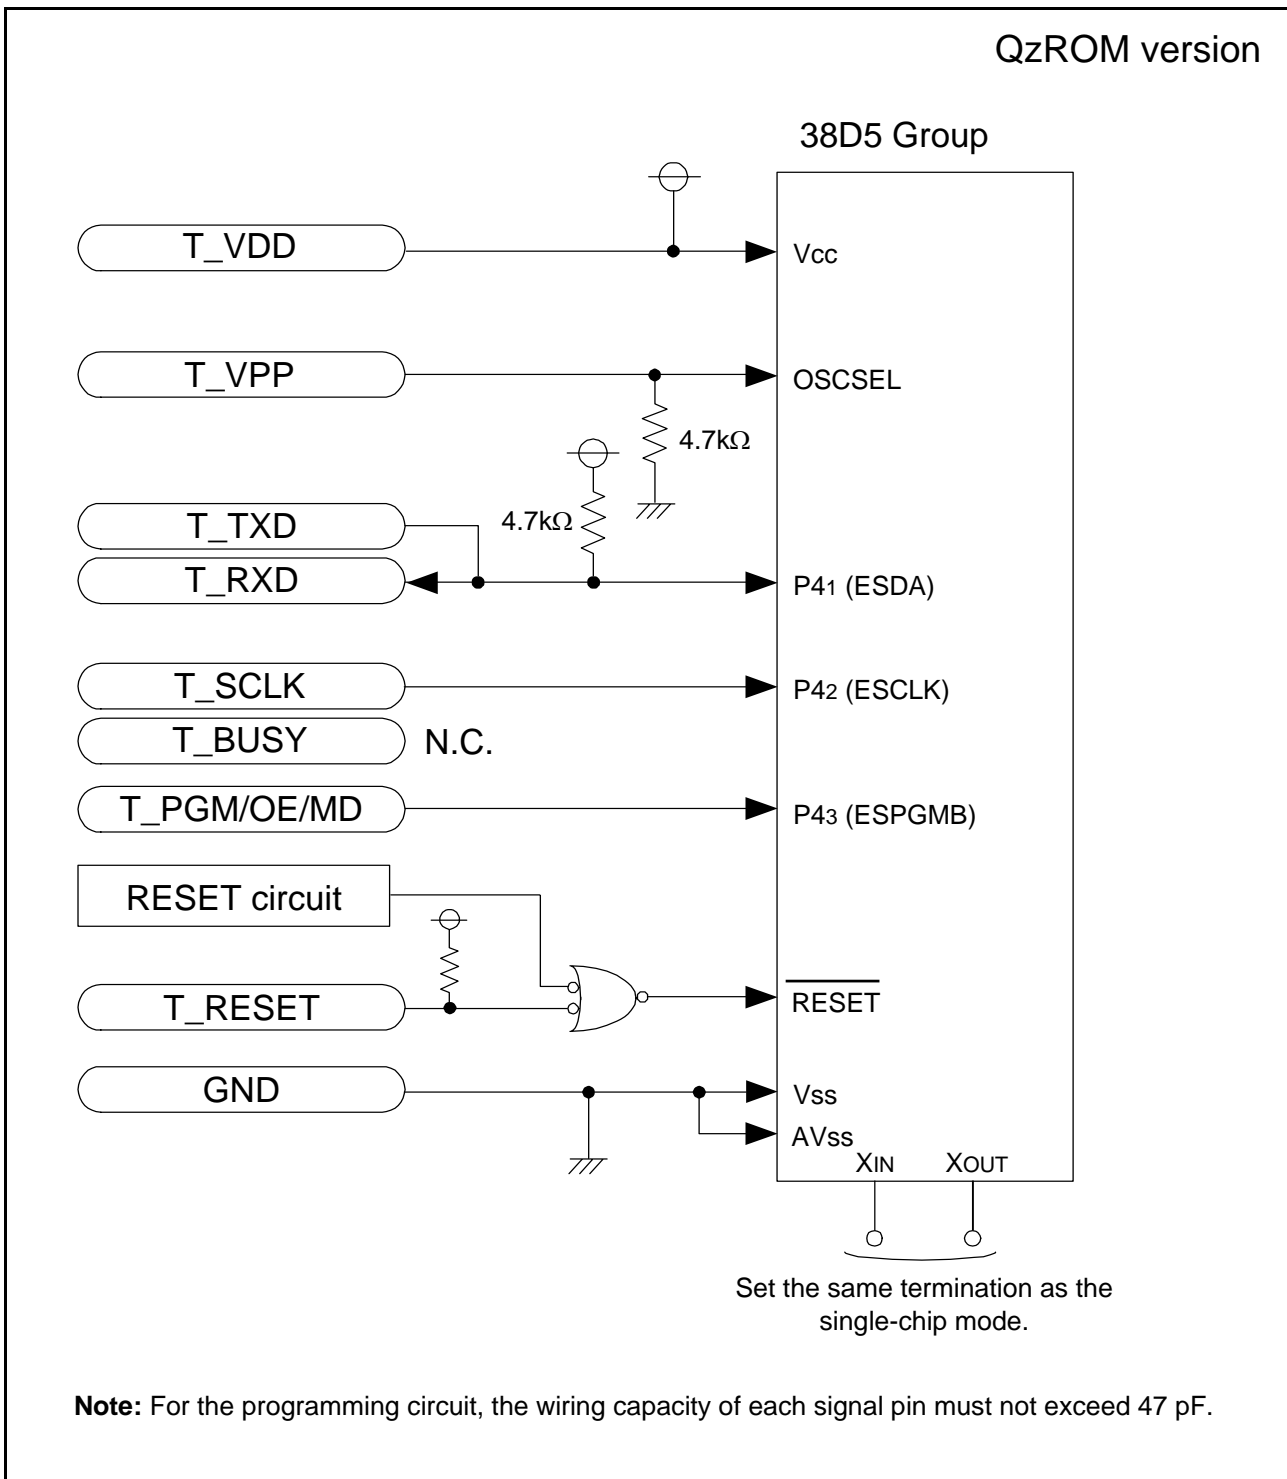 QzROM version
38D5 Group
T_VDD
Vcc
T_VPP
OSCSEL
4.7kΩ
T_TXD
4.7kΩ
T_RXD
P41 (ESDA)
T_SCLK
P42 (ESCLK)
T_BUSY N.C.
T_PGM/OE/MD
P43 (ESPGMB)
RESET circuit
T_RESET
RESET
GND
Vss
AVss
XIN XOUT
Set the same termination as the
single-chip mode.
Note: For the programming circuit, the wiring capacity of each signal pin must not exceed 47 pF.